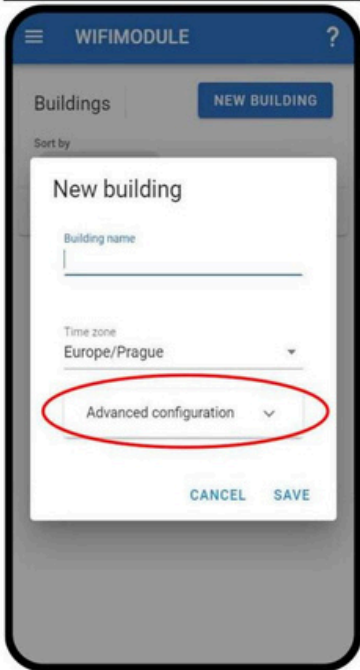 WIFIMODULE ?
Buildings NEW BUILDING
Sort by
New building
Building name
Time zone
Europe/Prague
Advanced configuration
CANCEL SAVE